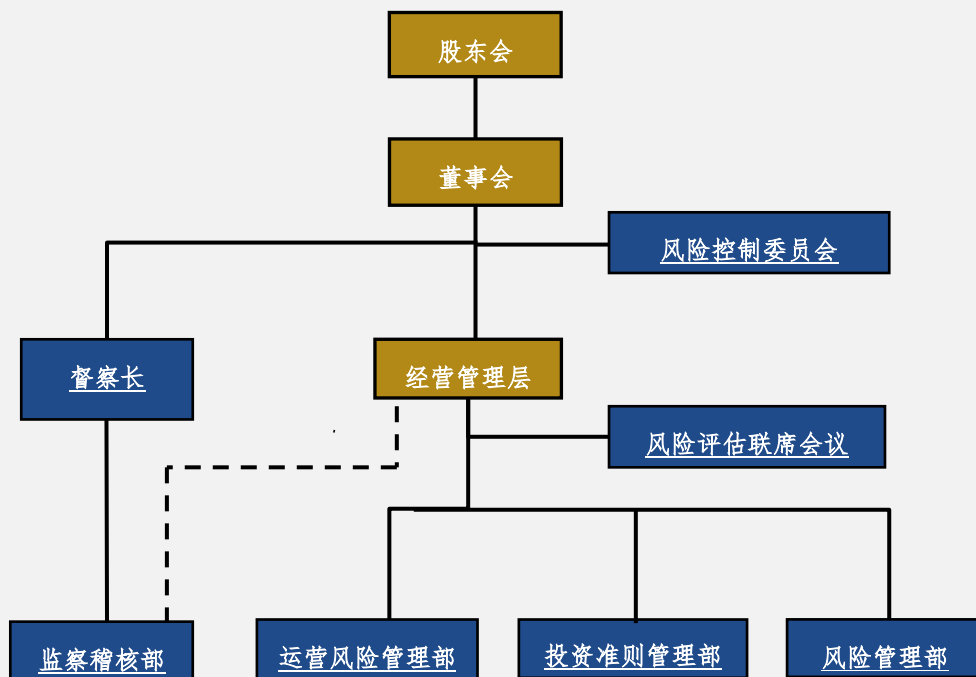 股东会
董事会
风险控制委员会
督察长
经营管理层
风险评估联席会议
监察稽核部
运营风险管理部
投资准则管理部
风险管理部